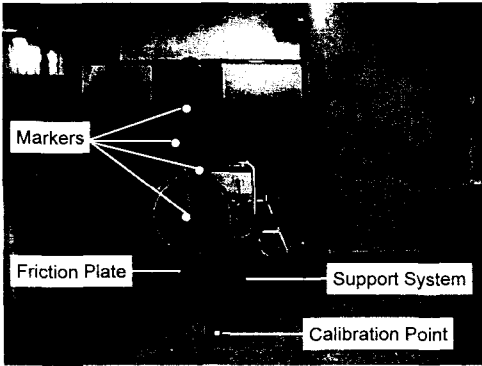 Markers
Friction Plate
Support System
Calibration Point